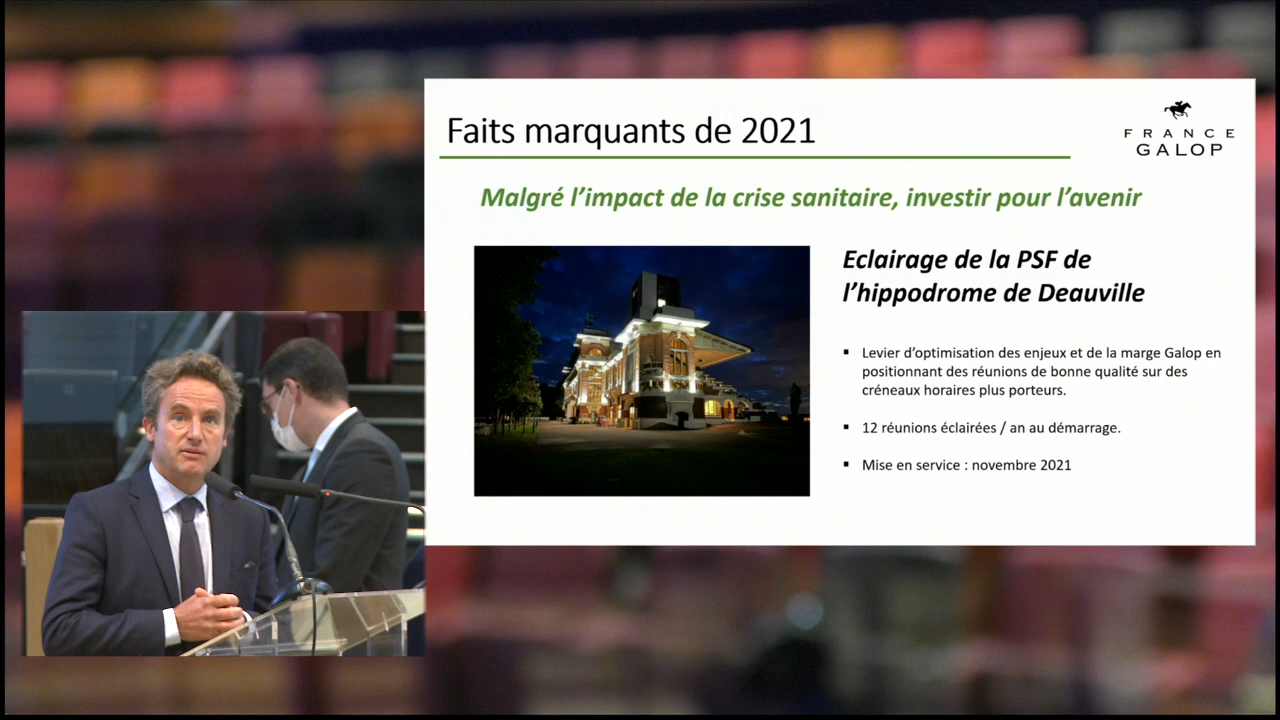 Faits marquants de 2021
FRANCE
GALOP
Malgré l’impact de la crise sanitaire, investir pour l’avenir
Eclairage de la PSF de
l’hippodrome de Deauville
▪ Levier d’optimisation des enjeux et de la marge Galop en
positionnant des réunions de bonne qualité sur des
créneaux horaires plus porteurs.
▪ 12 réunions éclairées / an au démarrage.
▪ Mise en service : novembre 2021